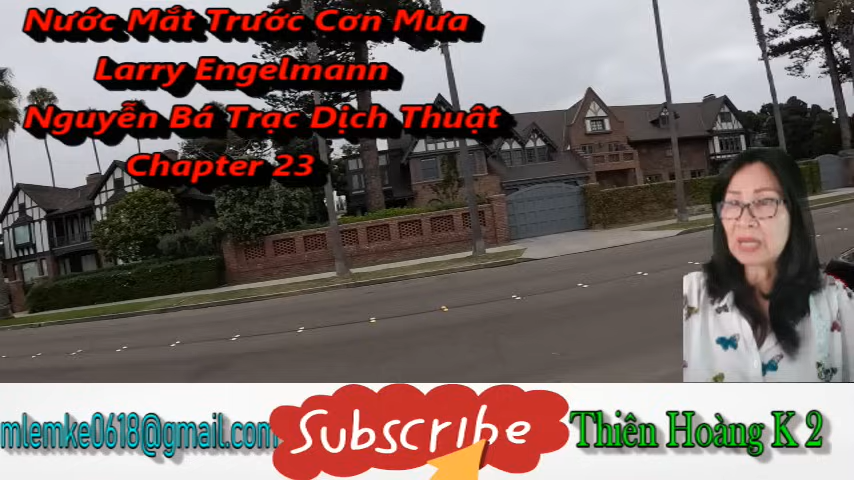 Nước Mắt Trước Cơn Mưa
Larry Engelmann
Nguyễn Bá Trạc Dịch Thuật
Chapter 23
mlemke0618@gmail.com
Subscribe
Thiên Hoàng K 2